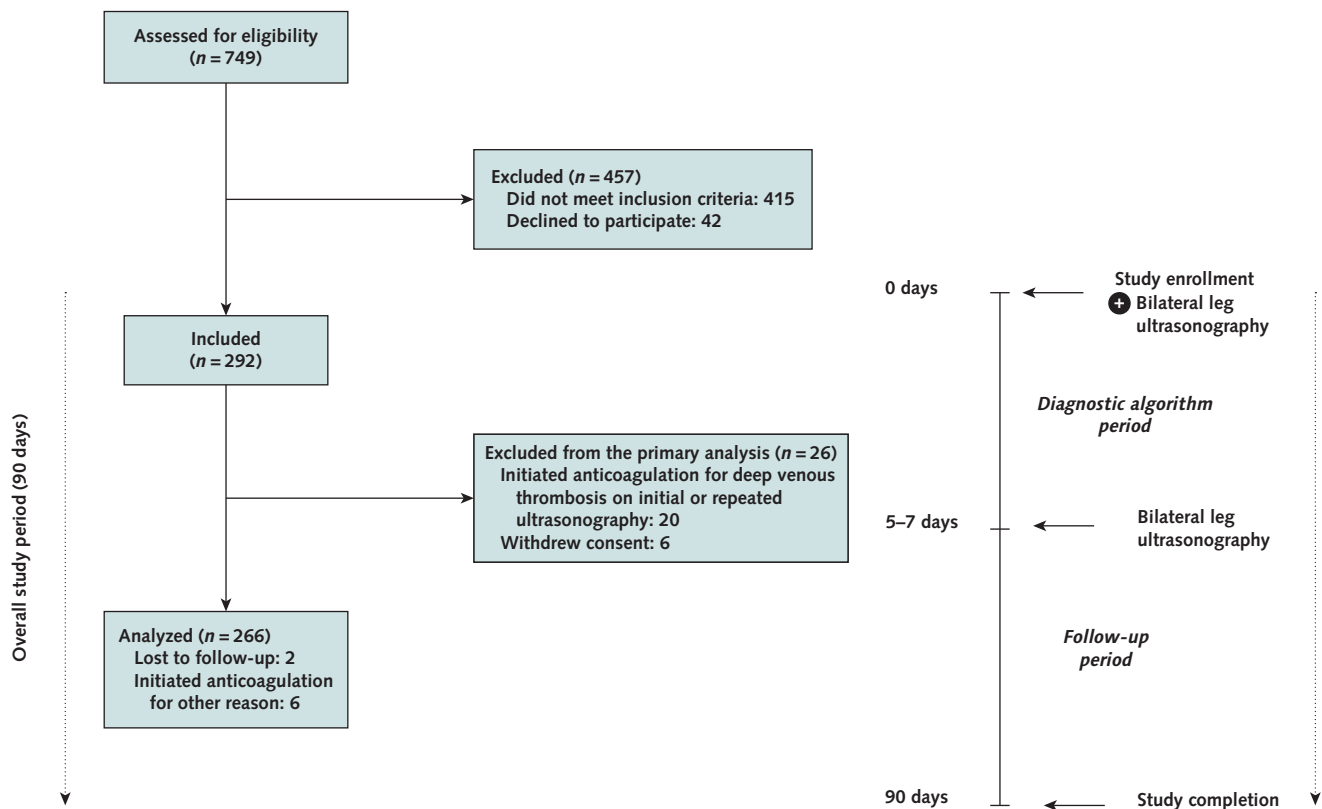 Assessed for eligibility
(n = 749)
Excluded (n = 457)
Did not meet inclusion criteria: 415
Declined to participate: 42
Included
(n = 292)
Excluded from the primary analysis (n = 26)
Initiated anticoagulation for deep venous
thrombosis on initial or repeated
ultrasonography: 20
Withdrew consent: 6
Analyzed (n = 266)
Lost to follow-up: 2
Initiated anticoagulation
for other reason: 6
Overall study period (90 days)
0 days
Study enrollment
+ Bilateral leg
ultrasonography
Diagnostic algorithm
period
5–7 days
Bilateral leg
ultrasonography
Follow-up
period
90 days
Study completion